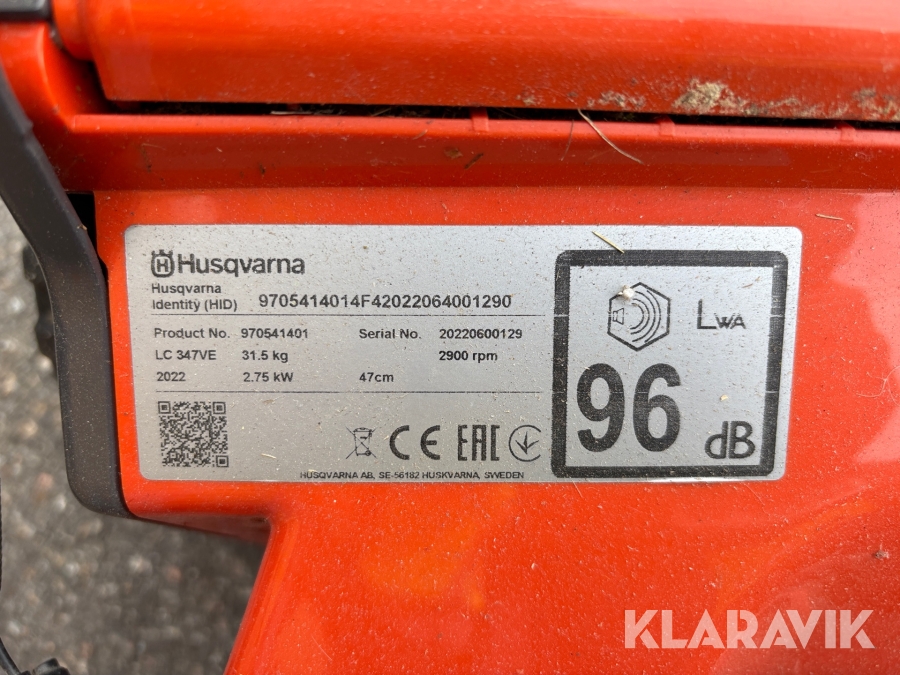 Husqvarna
Husqvarna
Identity (HID) 9705414014F42022064001290
Product No. 970541401 Serial No. 20220600129
LC 347VE 31.5 kg 2900 rpm
2022 2.75 kW 47cm
CE EAC
HUSQVARNA AB, SE-56182 HUSKVARNA, SWEDEN
LWA
96 dB
KLARAVIK